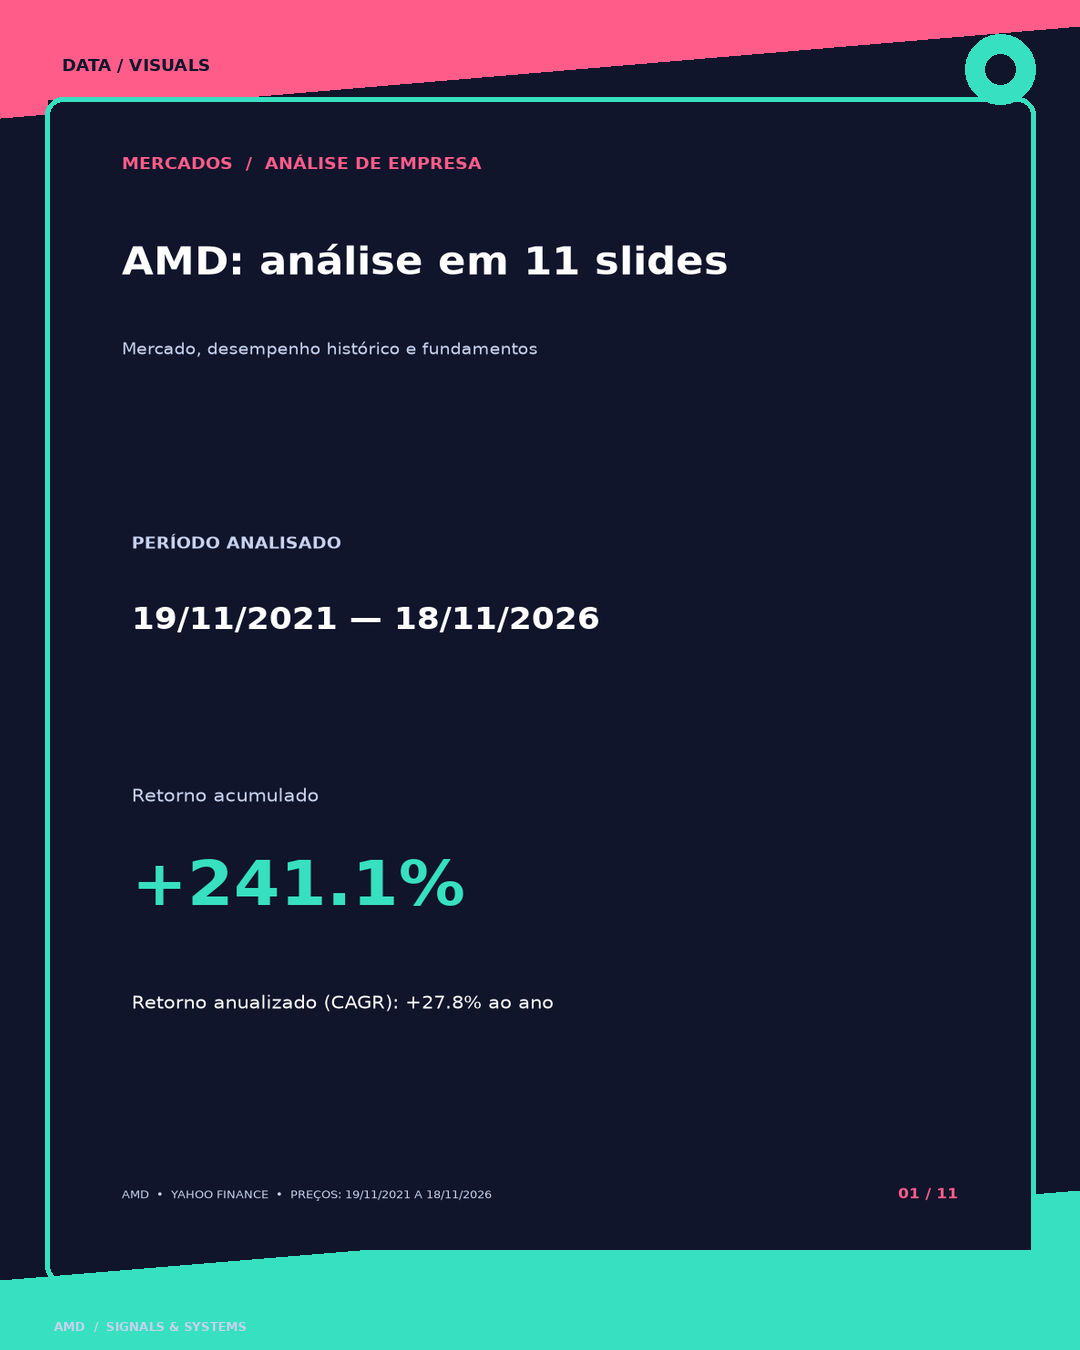 DATA / VISUALS
MERCADOS / ANÁLISE DE EMPRESA
AMD: análise em 11 slides
Mercado, desempenho histórico e fundamentos
PERÍODO ANALISADO
19/11/2021 — 18/11/2026
Retorno acumulado
+241.1%
Retorno anualizado (CAGR): +27.8% ao ano
AMD • YAHOO FINANCE • PREÇOS: 19/11/2021 A 18/11/2026
01 / 11
AMD / SIGNALS & SYSTEMS